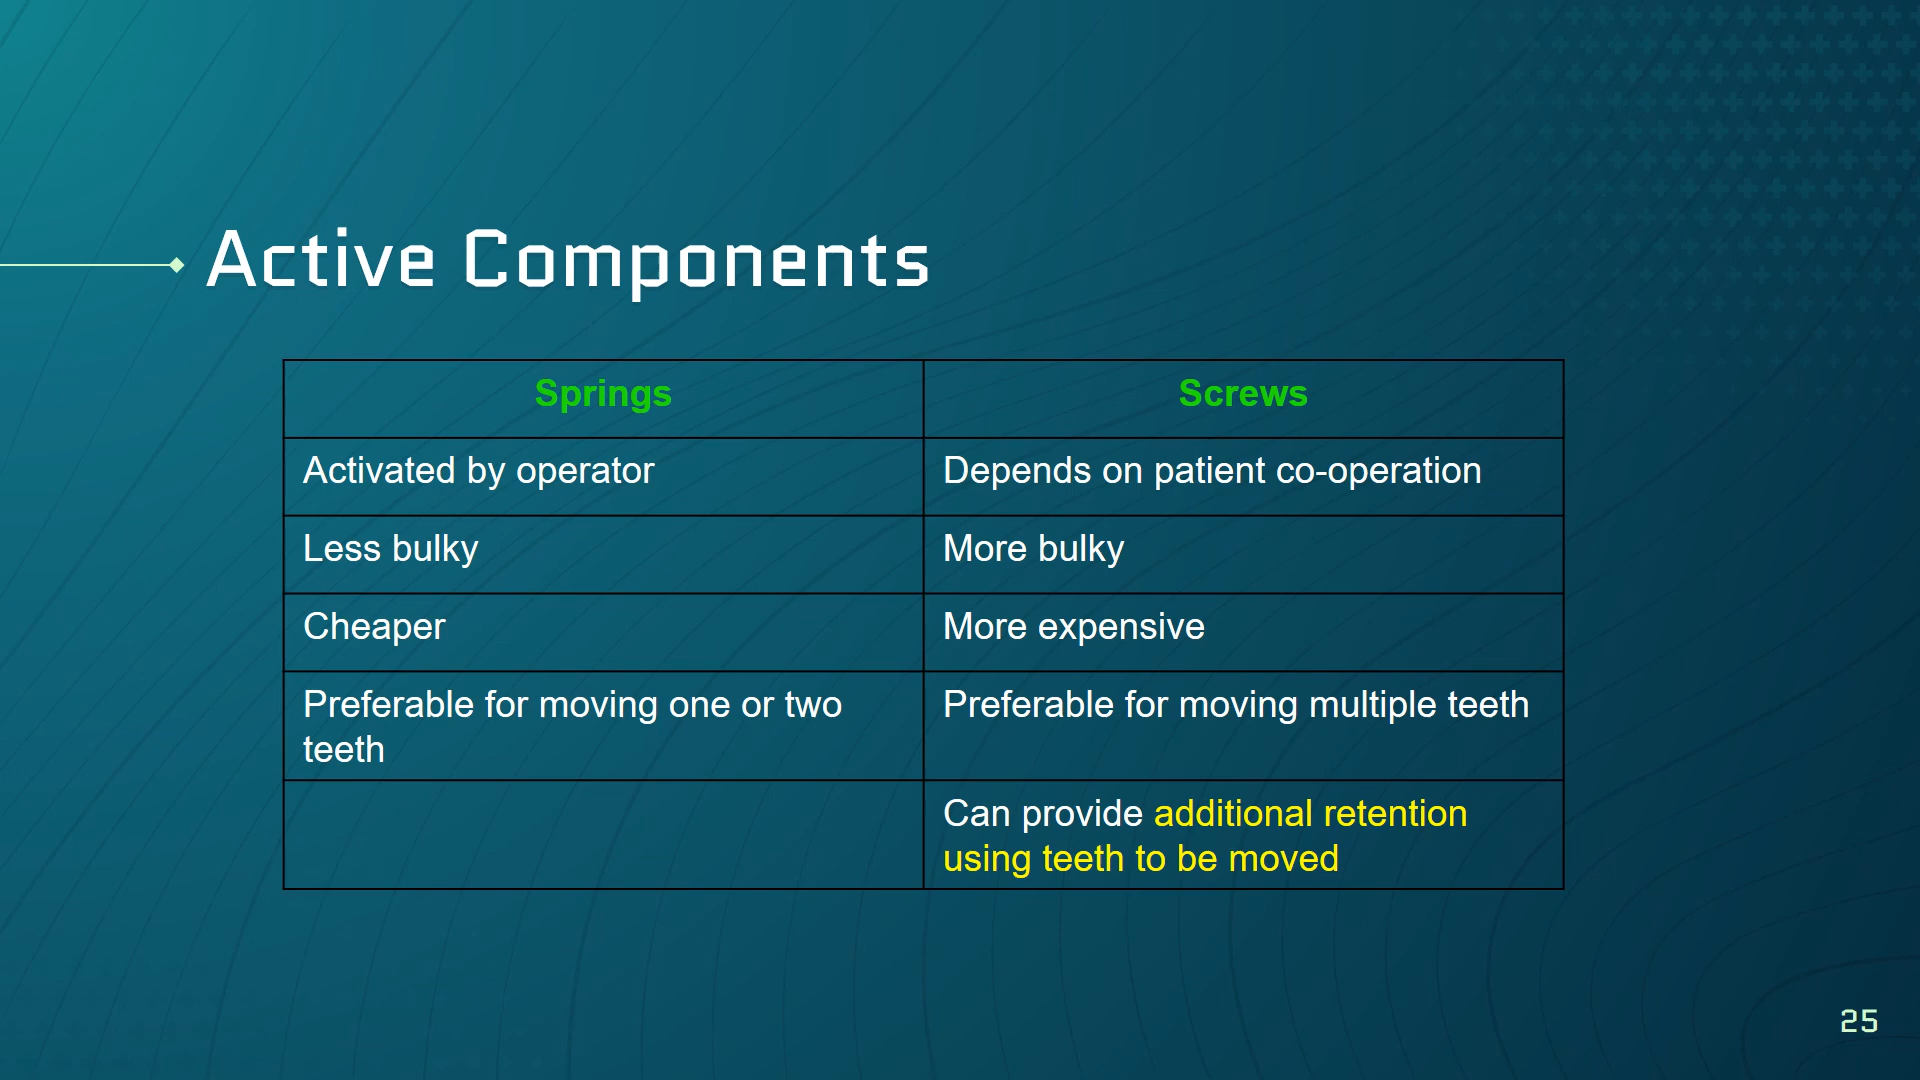 Active Components
Springs
Screws
Activated by operator
Depends on patient co-operation
Less bulky
More bulky
Cheaper
More expensive
Preferable for moving one or two
teeth
Preferable for moving multiple teeth
Can provide additional retention
using teeth to be moved
25